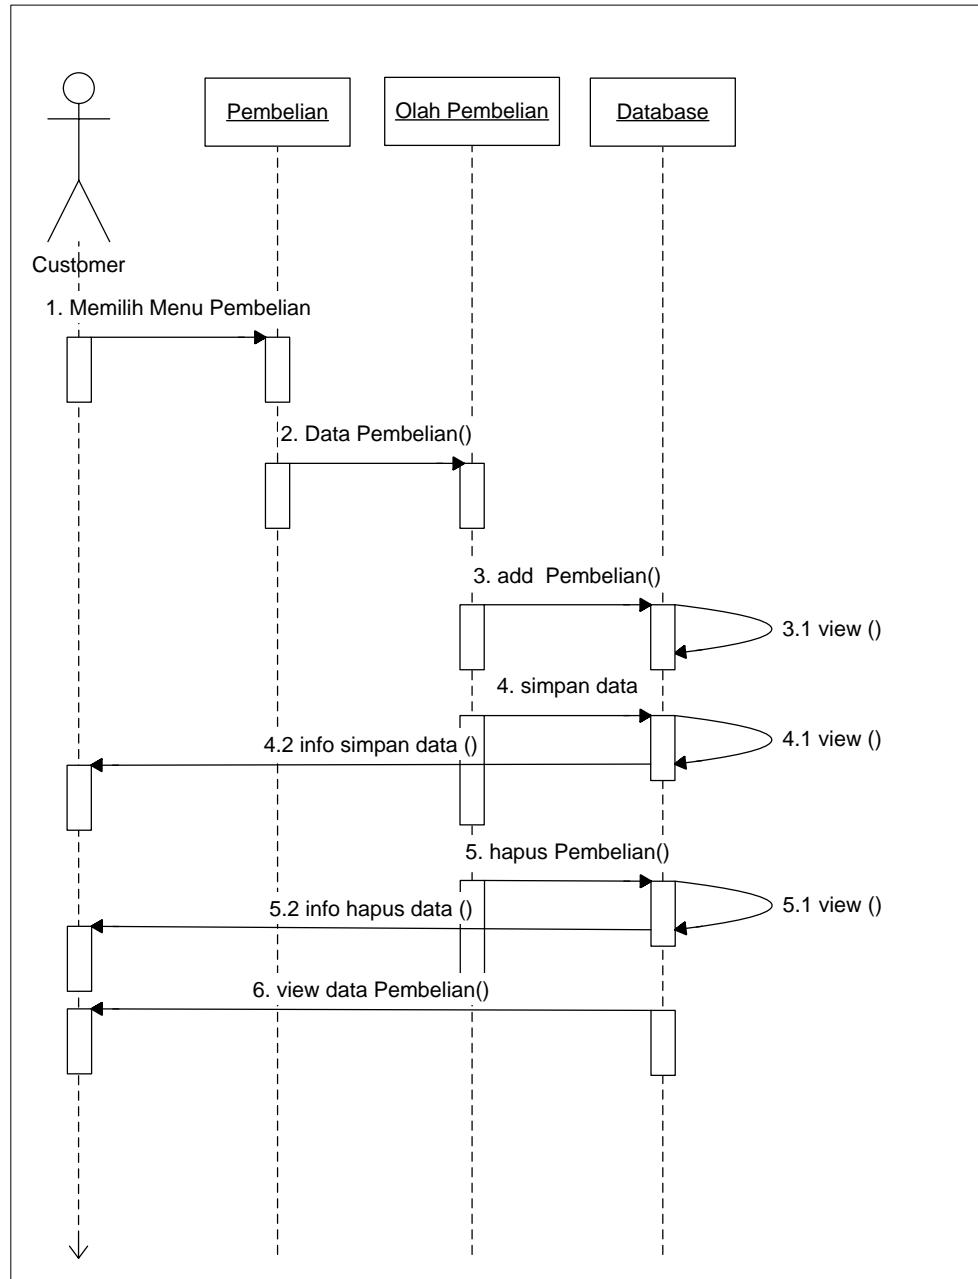 Pembelian
Olah Pembelian
Database
Customer
1. Memilih Menu Pembelian
2. Data Pembelian()
3. add  Pembelian()
3.1 view ()
4. simpan data
4.1 view ()
4.2 info simpan data ()
5. hapus Pembelian()
5.1 view ()
5.2 info hapus data ()
6. view data Pembelian()